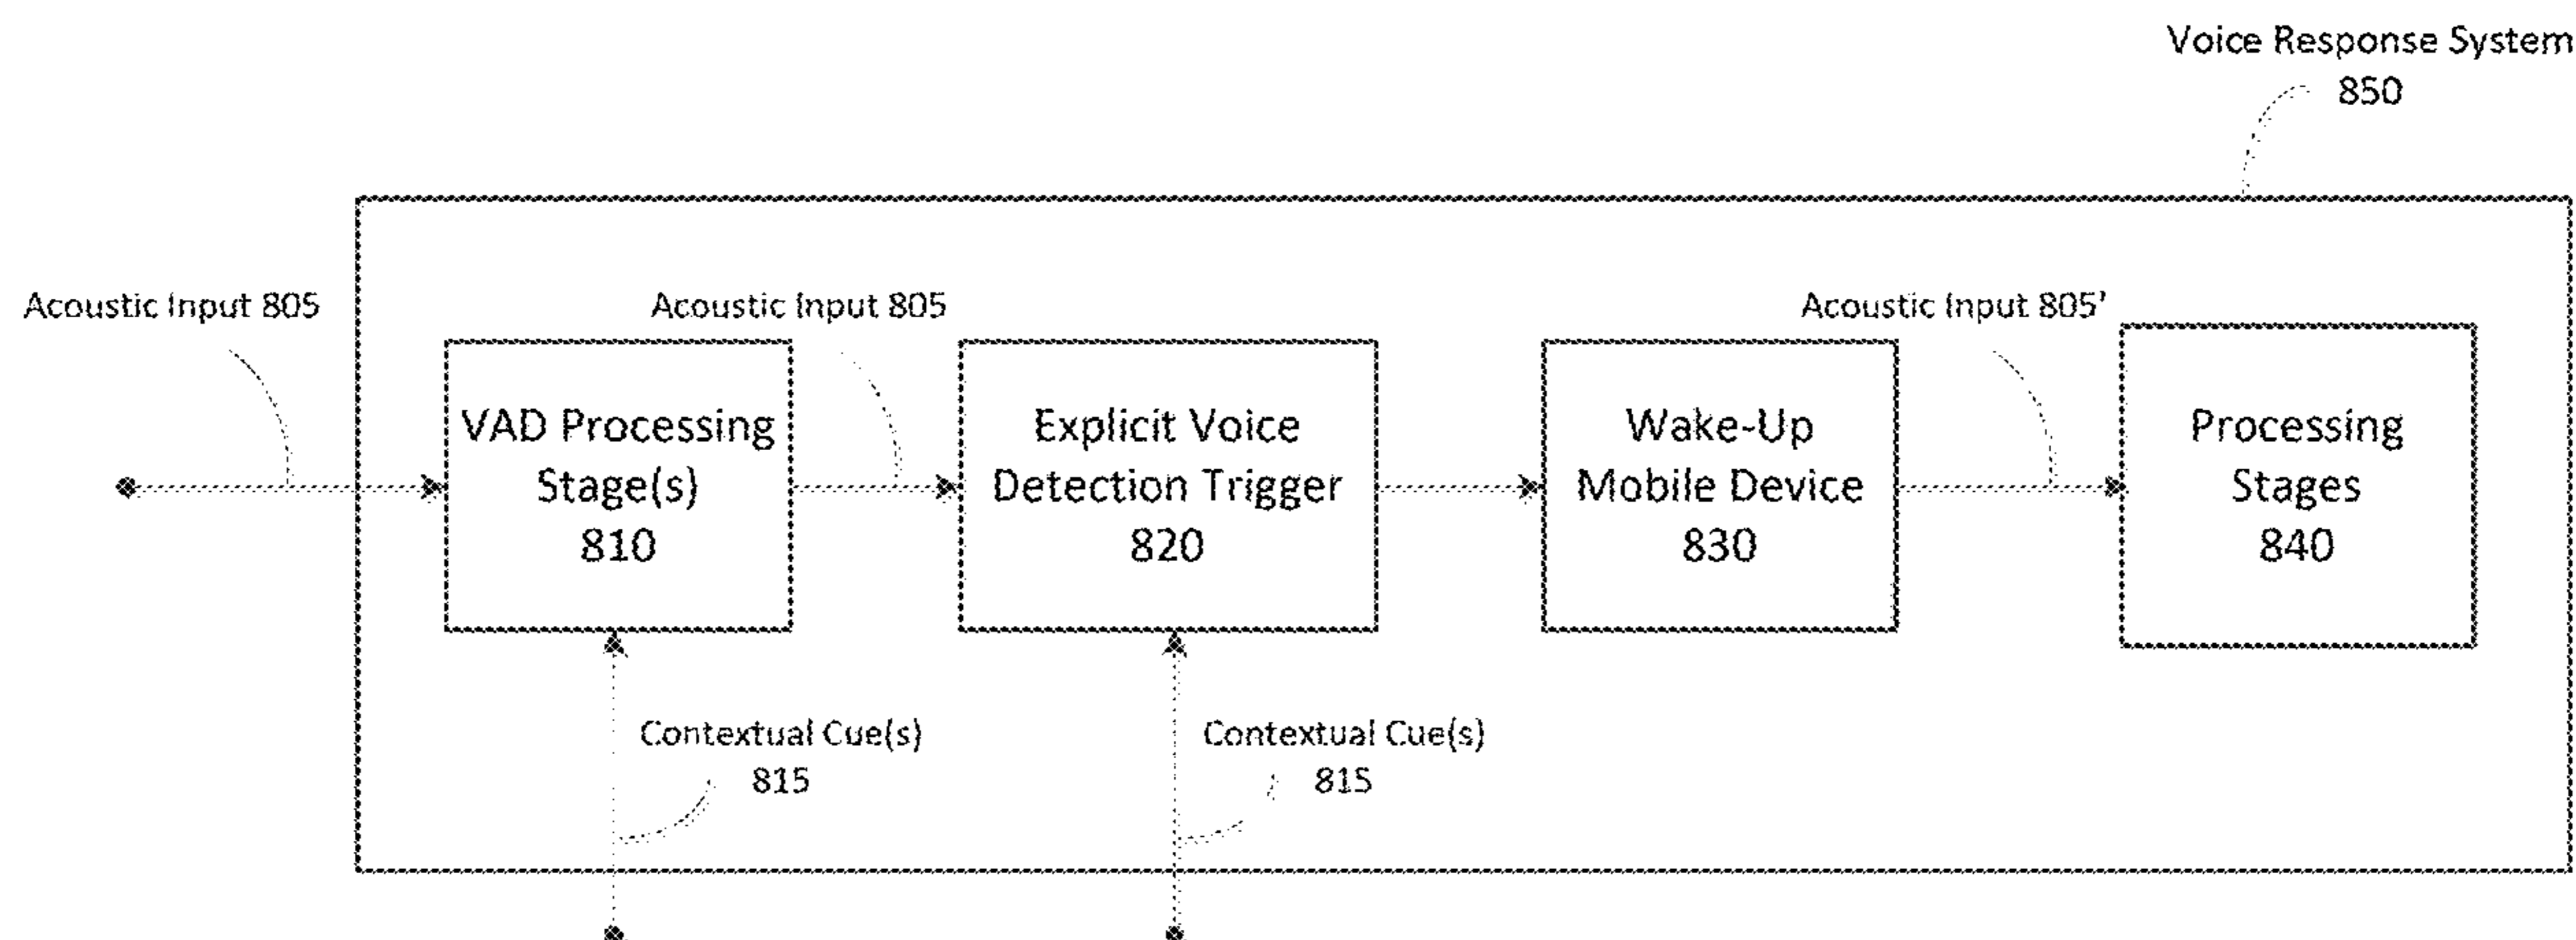 Voice Response System
850
Acoustic Input 805
Acoustic Input 805
Acoustic Input 805'
VAD Processing
Stage(s)
810
Explicit Voice
Detection Trigger
820
Wake-Up
Mobile Device
830
Processing
Stages
840
Contextual Cue(s)
815
Contextual Cue(s)
815